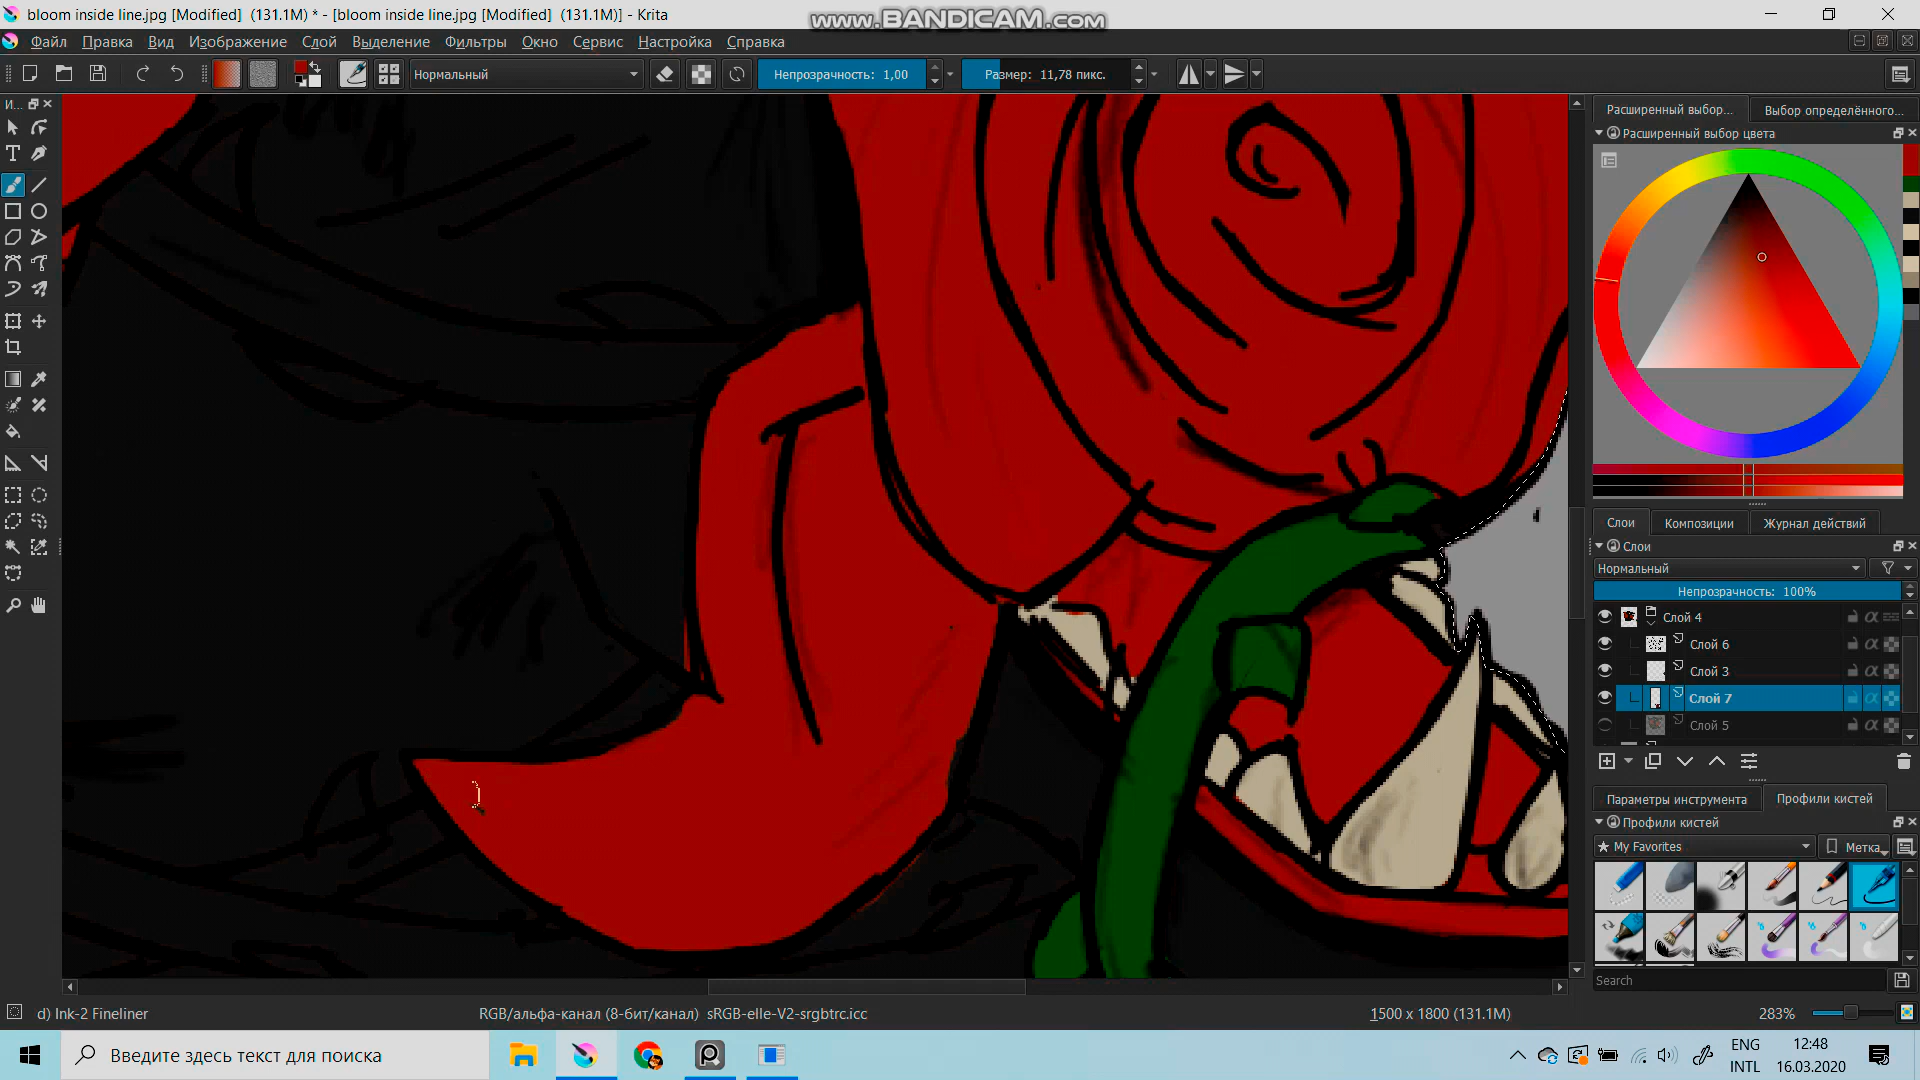 bloom inside line.jpg [Modified]  (131.1M) * - [bloom inside line.jpg [Modified]  (131.1M)] - Krita
www.BANDICAM.com
Файл Правка Вид Изображение Слой Выделение Фильтры Окно Сервис Настройка Справка
Нормальный
Непрозрачность: 1,00
Размер: 11,78 пикс.
И...
Расширенный выбор...
Выбор определённого...
Расширенный выбор цвета
Слои
Композиции
Журнал действий
Слои
Нормальный
Непрозрачность: 100%
Слой 4
Слой 6
Слой 3
Слой 7
Слой 5
Параметры инструмента
Профили кистей
Профили кистей
★ My Favorites
Метка
Search
d) Ink-2 Fineliner
RGB/альфа-канал (8-бит/канал)  sRGB-elle-V2-srgbtrc.icc
1500 x 1800 (131.1M)
283%
Введите здесь текст для поиска
ENG
INTL
12:48
16.03.2020